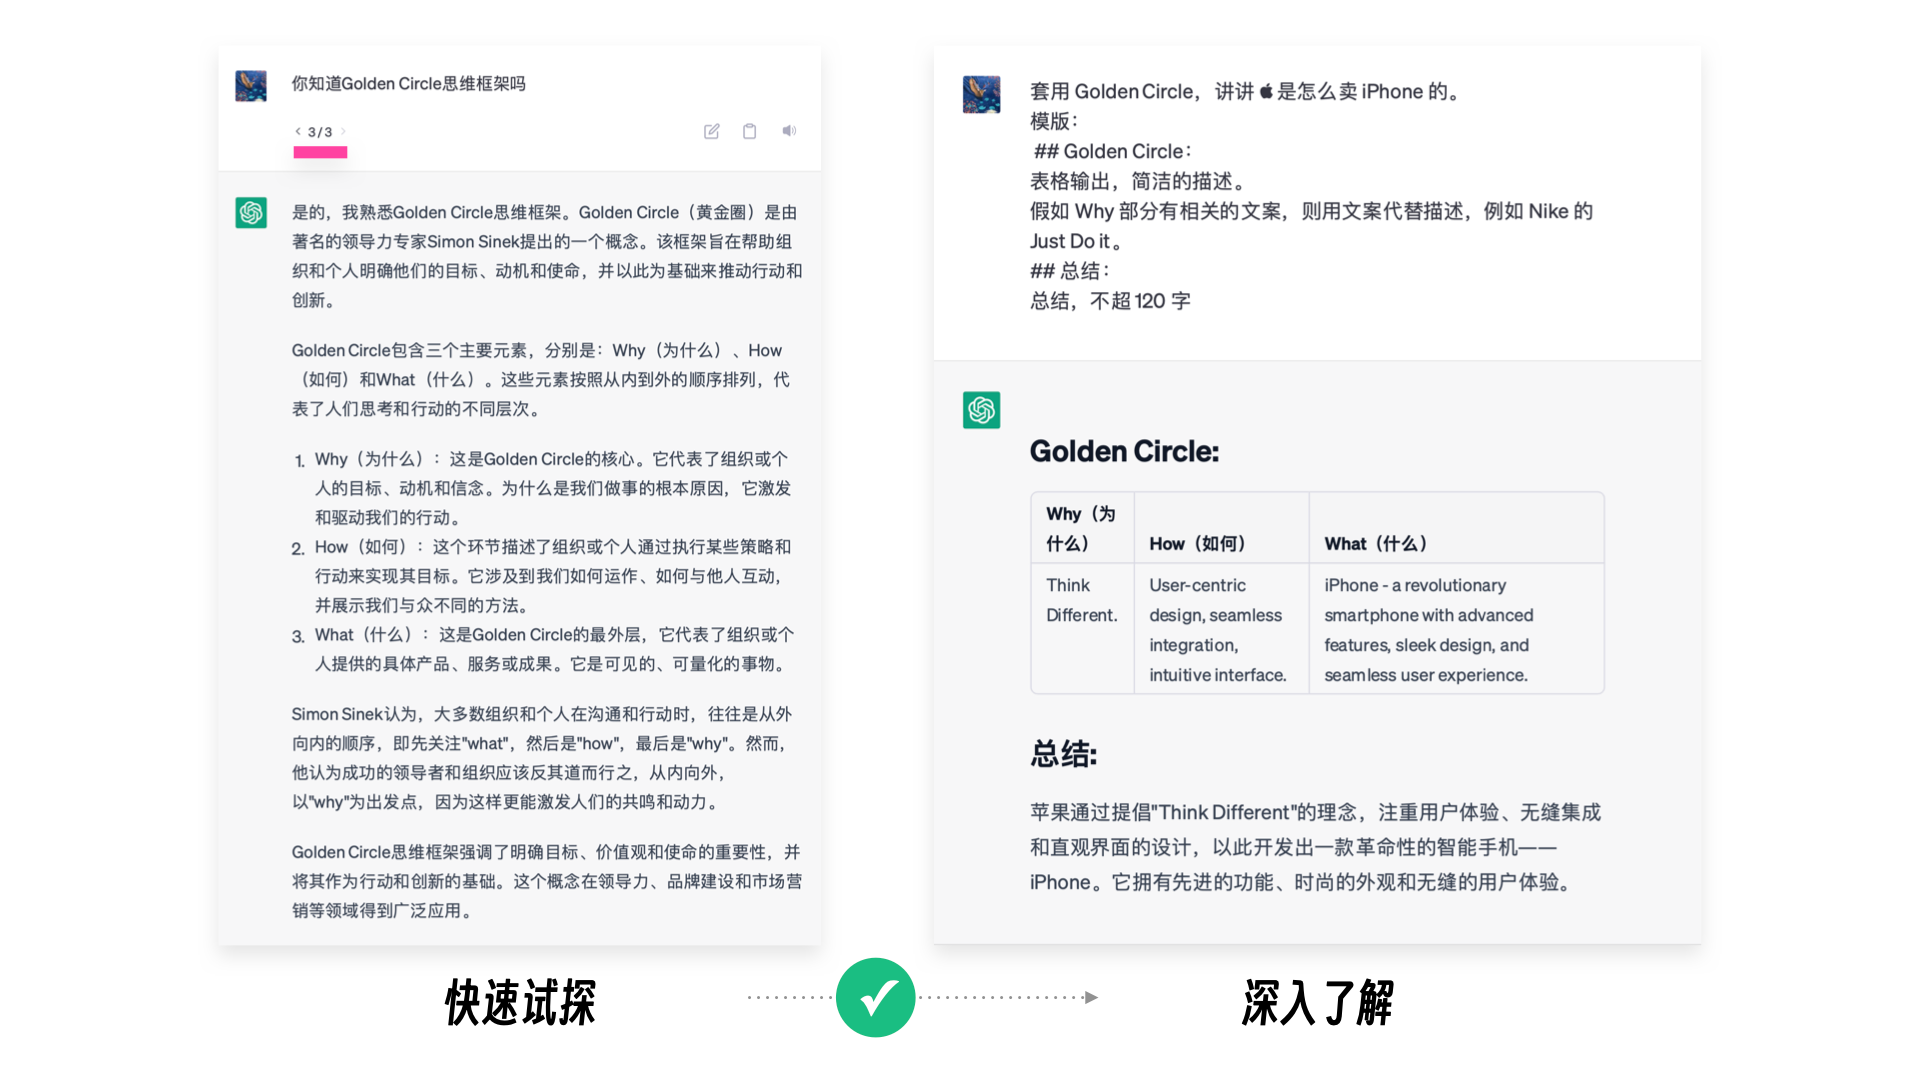 你知道Golden Circle思维框架吗
< 3/3 >
是的，我熟悉Golden Circle思维框架。Golden Circle（黄金圈）是由
著名的领导力专家Simon Sinek提出的一个概念。该框架旨在帮助组
织和个人明确他们的目标、动机和使命，并以此为基础来推动行动和
创新。
Golden Circle包含三个主要元素，分别是：Why（为什么）、How
（如何）和What（什么）。这些元素按照从内到外的顺序排列，代
表了人们思考和行动的不同层次。
1. Why（为什么）：这是Golden Circle的核心。它代表了组织或个
人的目标、动机和信念。为什么是我们做事的根本原因，它激发
和驱动我们的行动。
2. How（如何）：这个环节描述了组织或个人通过执行某些策略和
行动来实现其目标。它涉及到我们如何运作、如何与他人互动，
并展示我们与众不同的方法。
3. What（什么）：这是Golden Circle的最外层，它代表了组织或个
人提供的具体产品、服务或成果。它是可见的、可量化的事物。
Simon Sinek认为，大多数组织和个人在沟通和行动时，往往是从外
向内的顺序，即先关注"what"，然后是"how"，最后是"why"。然而，
他认为成功的领导者和组织应该反其道而行之，从内向外，
以"why"为出发点，因为这样更能激发人们的共鸣和动力。
Golden Circle思维框架强调了明确目标、价值观和使命的重要性，并
将其作为行动和创新的基础。这个概念在领导力、品牌建设和市场营
销等领域得到广泛应用。
快速试探
套用 Golden Circle，讲讲是怎么卖 iPhone 的。
模版：
## Golden Circle：
表格输出，简洁的描述。
假如 Why 部分有相关的文案，则用文案代替描述，例如 Nike 的
Just Do it。
## 总结：
总结，不超 120 字
Golden Circle:
Why（为
什么）
How（如何）
What（什么）
Think
Different.
User-centric
design, seamless
integration,
intuitive interface.
iPhone - a revolutionary
smartphone with advanced
features, sleek design, and
seamless user experience.
总结:
苹果通过提倡"Think Different"的理念，注重用户体验、无缝集成
和直观界面的设计，以此开发出一款革命性的智能手机——
iPhone。它拥有先进的功能、时尚的外观和无缝的用户体验。
深入了解